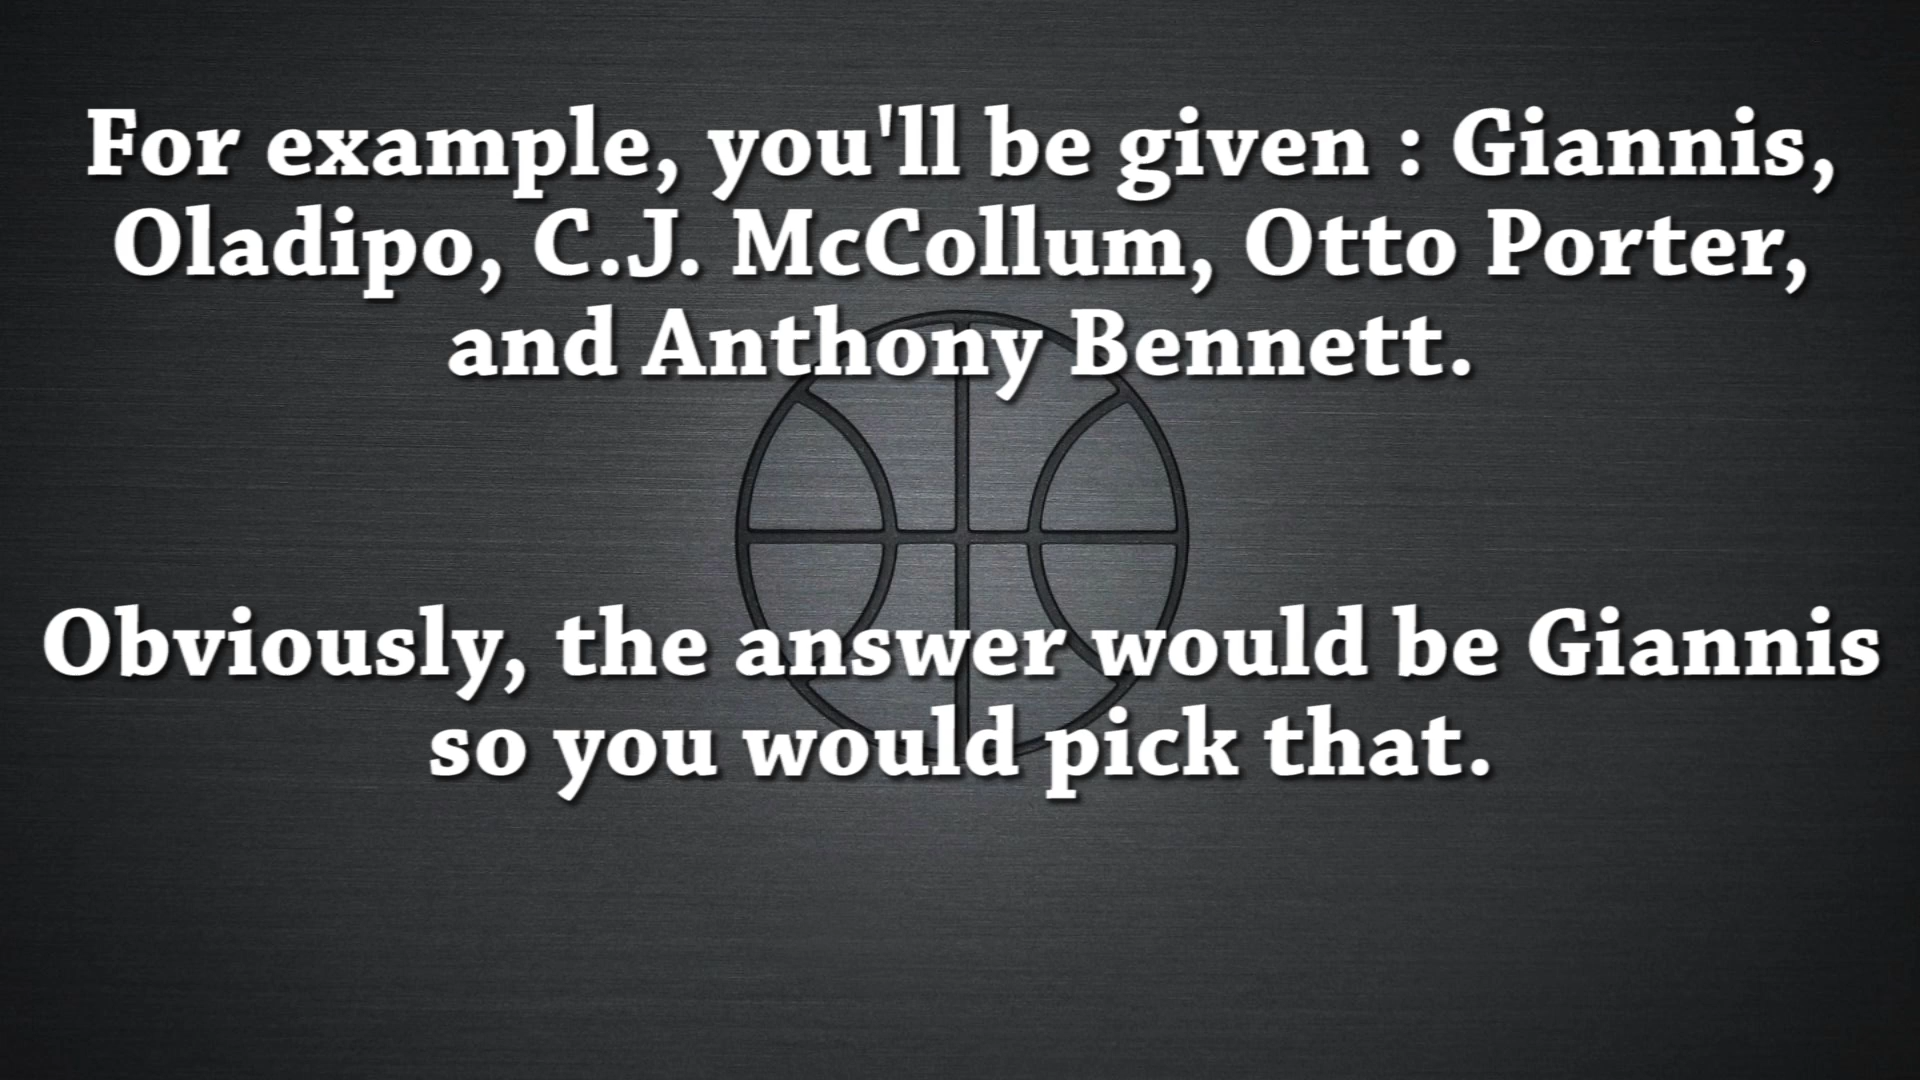 For example, you'll be given : Giannis,
Oladipo, C.J. McCollum, Otto Porter,
and Anthony Bennett.
Obviously, the answer would be Giannis
so you would pick that.